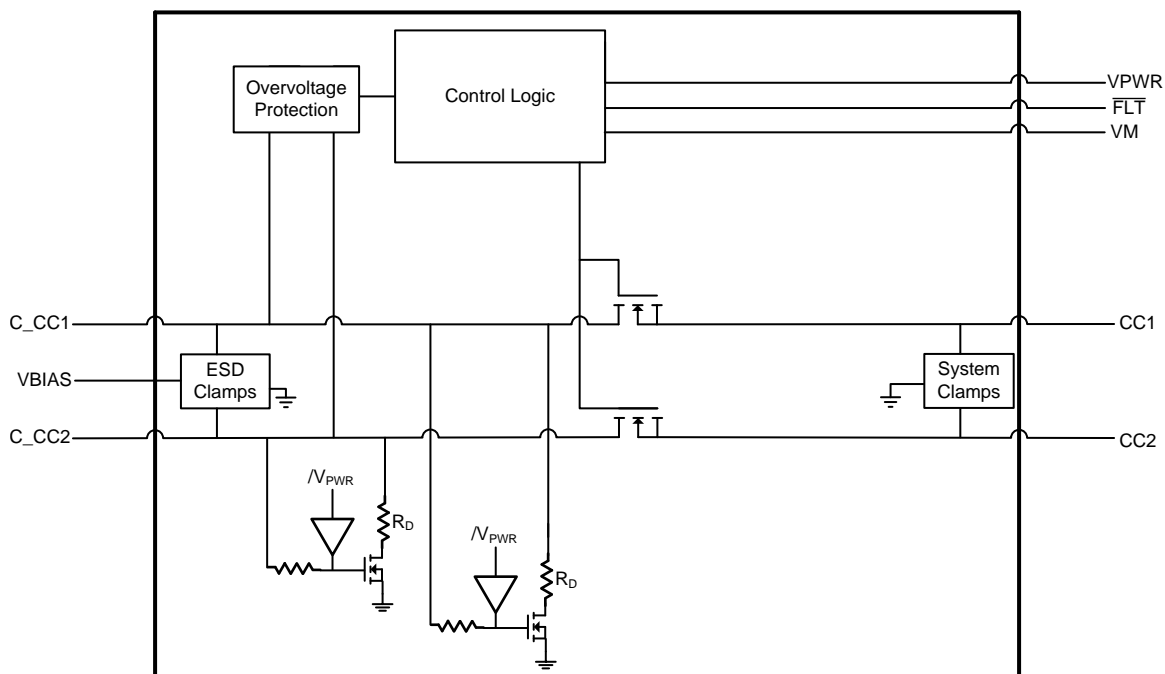 Overvoltage
Protection
Control Logic
VPWR
F̅L̅T̅
VM
C_CC1
CC1
ESD
Clamps
VBIAS
System
Clamps
C_CC2
CC2
/VPWR
RD
/VPWR
RD